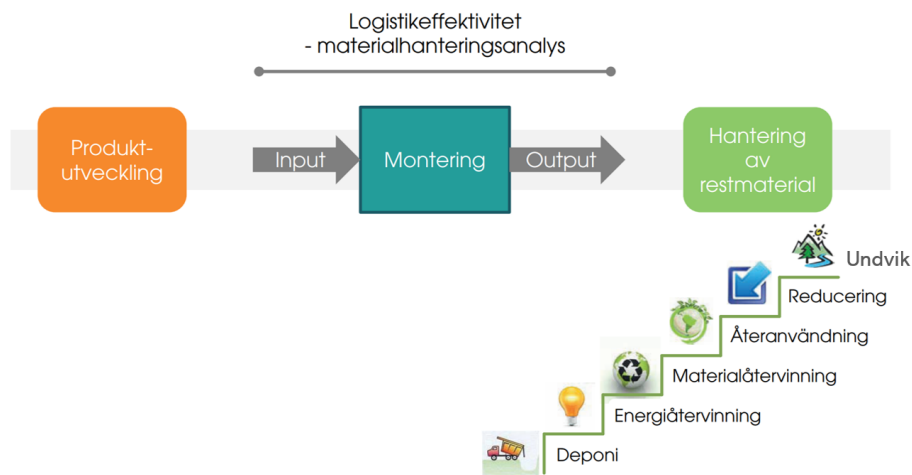 Logistikeffektivitet
- materialhanteringsanalys
Produkt-
utveckling
Input
Montering
Output
Hantering
av
restmaterial
Undvik
Reducering
Återanvändning
Materialåtervinning
Energiåtervinning
Deponi